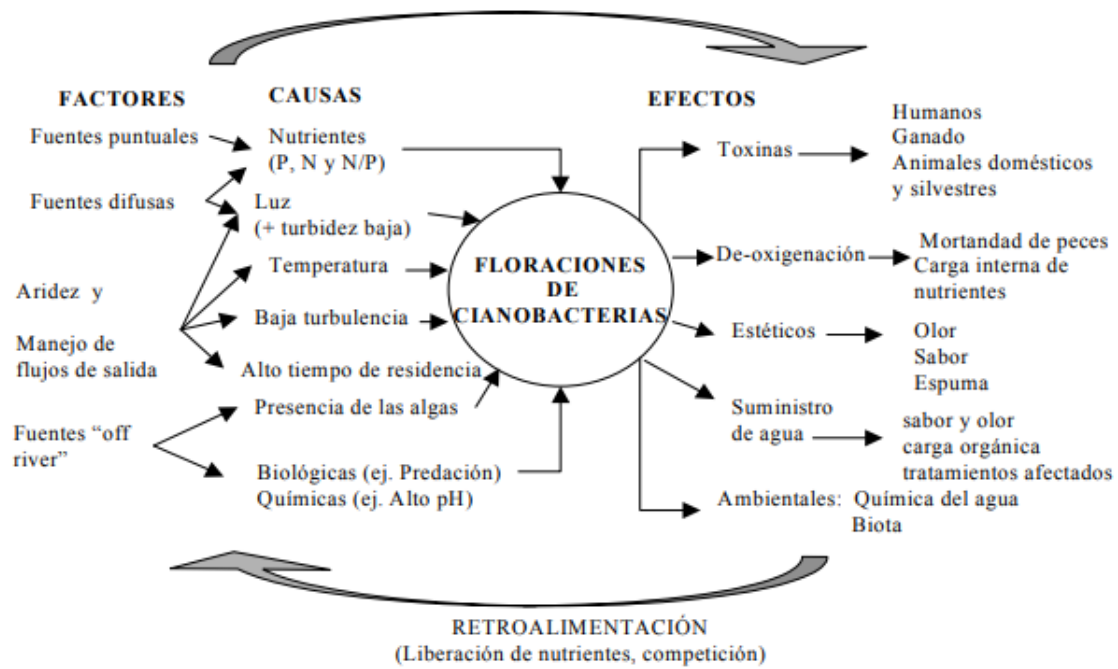 FACTORES
Fuentes puntuales
Fuentes difusas
Aridez y
Manejo de
flujos de salida
Fuentes “off
river”
CAUSAS
Nutrientes
(P, N y N/P)
Luz
(+ turbidez baja)
Temperatura
Baja turbulencia
Alto tiempo de residencia
Presencia de las algas
Biológicas (ej. Predación)
Químicas (ej. Alto pH)
FLORACIONES
DE
CIANOBACTERIAS
EFECTOS
Toxinas
Humanos
Ganado
Animales domésticos
y silvestres
De-oxigenación
Mortandad de peces
Carga interna de
nutrientes
Estéticos
Olor
Sabor
Espuma
Suministro
de agua
sabor y olor
carga orgánica
tratamientos afectados
Ambientales: Química del agua
Biota
RETROALIMENTACIÓN
(Liberación de nutrientes, competición)